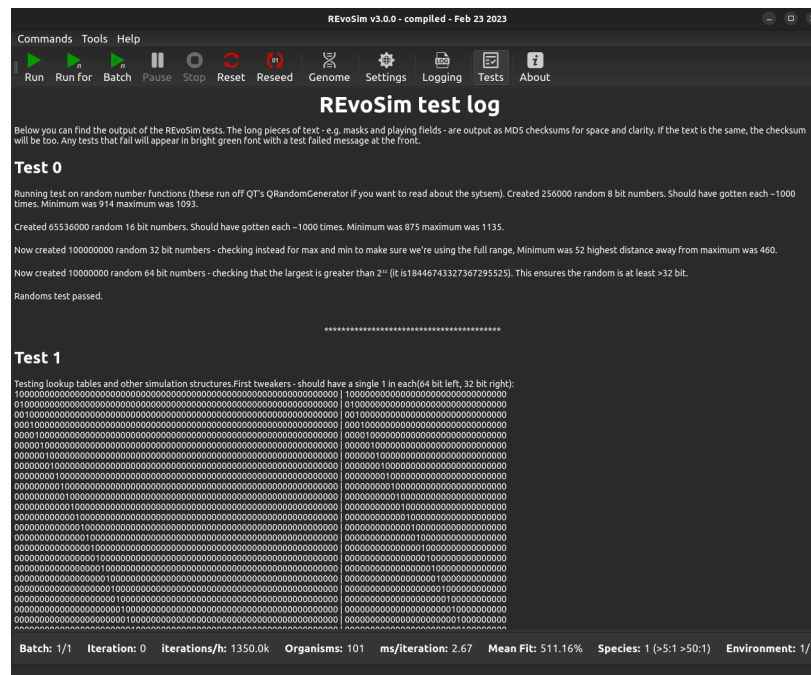 REvoSim v3.0.0 - compiled - Feb 23 2023
Commands Tools Help
Run Run for Batch Pause Stop Reset Reseed Genome Settings Logging Tests About
REvoSim test log
Below you can find the output of the REvoSim tests. The long pieces of text - e.g. masks and playing fields - are output as MD5 checksums for space and clarity. If the text is the same, the checksum
will be too. Any tests that fail will appear in bright green font with a test failed message at the front.
Test 0
Running test on random number functions (these run off QT's QRandomGenerator if you want to read about the sytsem). Created 256000 random 8 bit numbers. Should have gotten each ~1000
times. Minimum was 914 maximum was 1093.
Created 65536000 random 16 bit numbers. Should have gotten each ~1000 times. Minimum was 875 maximum was 1135.
Now created 100000000 random 32 bit numbers - checking instead for max and min to make sure we're using the full range, Minimum was 52 highest distance away from maximum was 460.
Now created 10000000 random 64 bit numbers - checking that the largest is greater than 2³² (it is18446743327367295525). This ensures the random is at least >32 bit.
Randoms test passed.
*****************************************
Test 1
Testing lookup tables and other simulation structures.First tweakers - should have a single 1 in each(64 bit left, 32 bit right):
1000000000000000000000000000000000000000000000000000000000000000 | 10000000000000000000000000000000
0100000000000000000000000000000000000000000000000000000000000000 | 01000000000000000000000000000000
0010000000000000000000000000000000000000000000000000000000000000 | 00100000000000000000000000000000
0001000000000000000000000000000000000000000000000000000000000000 | 00010000000000000000000000000000
0000100000000000000000000000000000000000000000000000000000000000 | 00001000000000000000000000000000
0000010000000000000000000000000000000000000000000000000000000000 | 00000100000000000000000000000000
0000001000000000000000000000000000000000000000000000000000000000 | 00000010000000000000000000000000
0000000100000000000000000000000000000000000000000000000000000000 | 00000001000000000000000000000000
0000000010000000000000000000000000000000000000000000000000000000 | 00000000100000000000000000000000
0000000001000000000000000000000000000000000000000000000000000000 | 00000000010000000000000000000000
0000000000100000000000000000000000000000000000000000000000000000 | 00000000001000000000000000000000
0000000000010000000000000000000000000000000000000000000000000000 | 00000000000100000000000000000000
0000000000001000000000000000000000000000000000000000000000000000 | 00000000000010000000000000000000
0000000000000100000000000000000000000000000000000000000000000000 | 00000000000001000000000000000000
0000000000000010000000000000000000000000000000000000000000000000 | 00000000000000100000000000000000
0000000000000001000000000000000000000000000000000000000000000000 | 00000000000000010000000000000000
0000000000000000100000000000000000000000000000000000000000000000 | 00000000000000001000000000000000
0000000000000000010000000000000000000000000000000000000000000000 | 00000000000000000100000000000000
0000000000000000001000000000000000000000000000000000000000000000 | 00000000000000000010000000000000
0000000000000000000100000000000000000000000000000000000000000000 | 00000000000000000001000000000000
0000000000000000000010000000000000000000000000000000000000000000 | 00000000000000000000100000000000
0000000000000000000001000000000000000000000000000000000000000000 | 00000000000000000000010000000000
0000000000000000000000100000000000000000000000000000000000000000 | 00000000000000000000001000000000
Batch: 1/1 Iteration: 0 iterations/h: 1350.0k Organisms: 101 ms/iteration: 2.67 Mean Fit: 511.16% Species: 1 (>5:1 >50:1) Environment: 1/